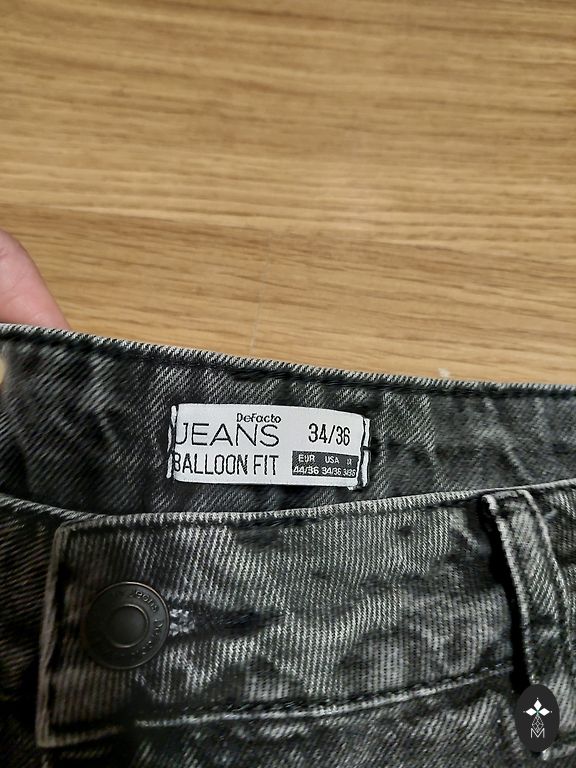 DeFacto
JEANS 34/36
BALLOON FIT
EUR USA
44/36 34/36
M